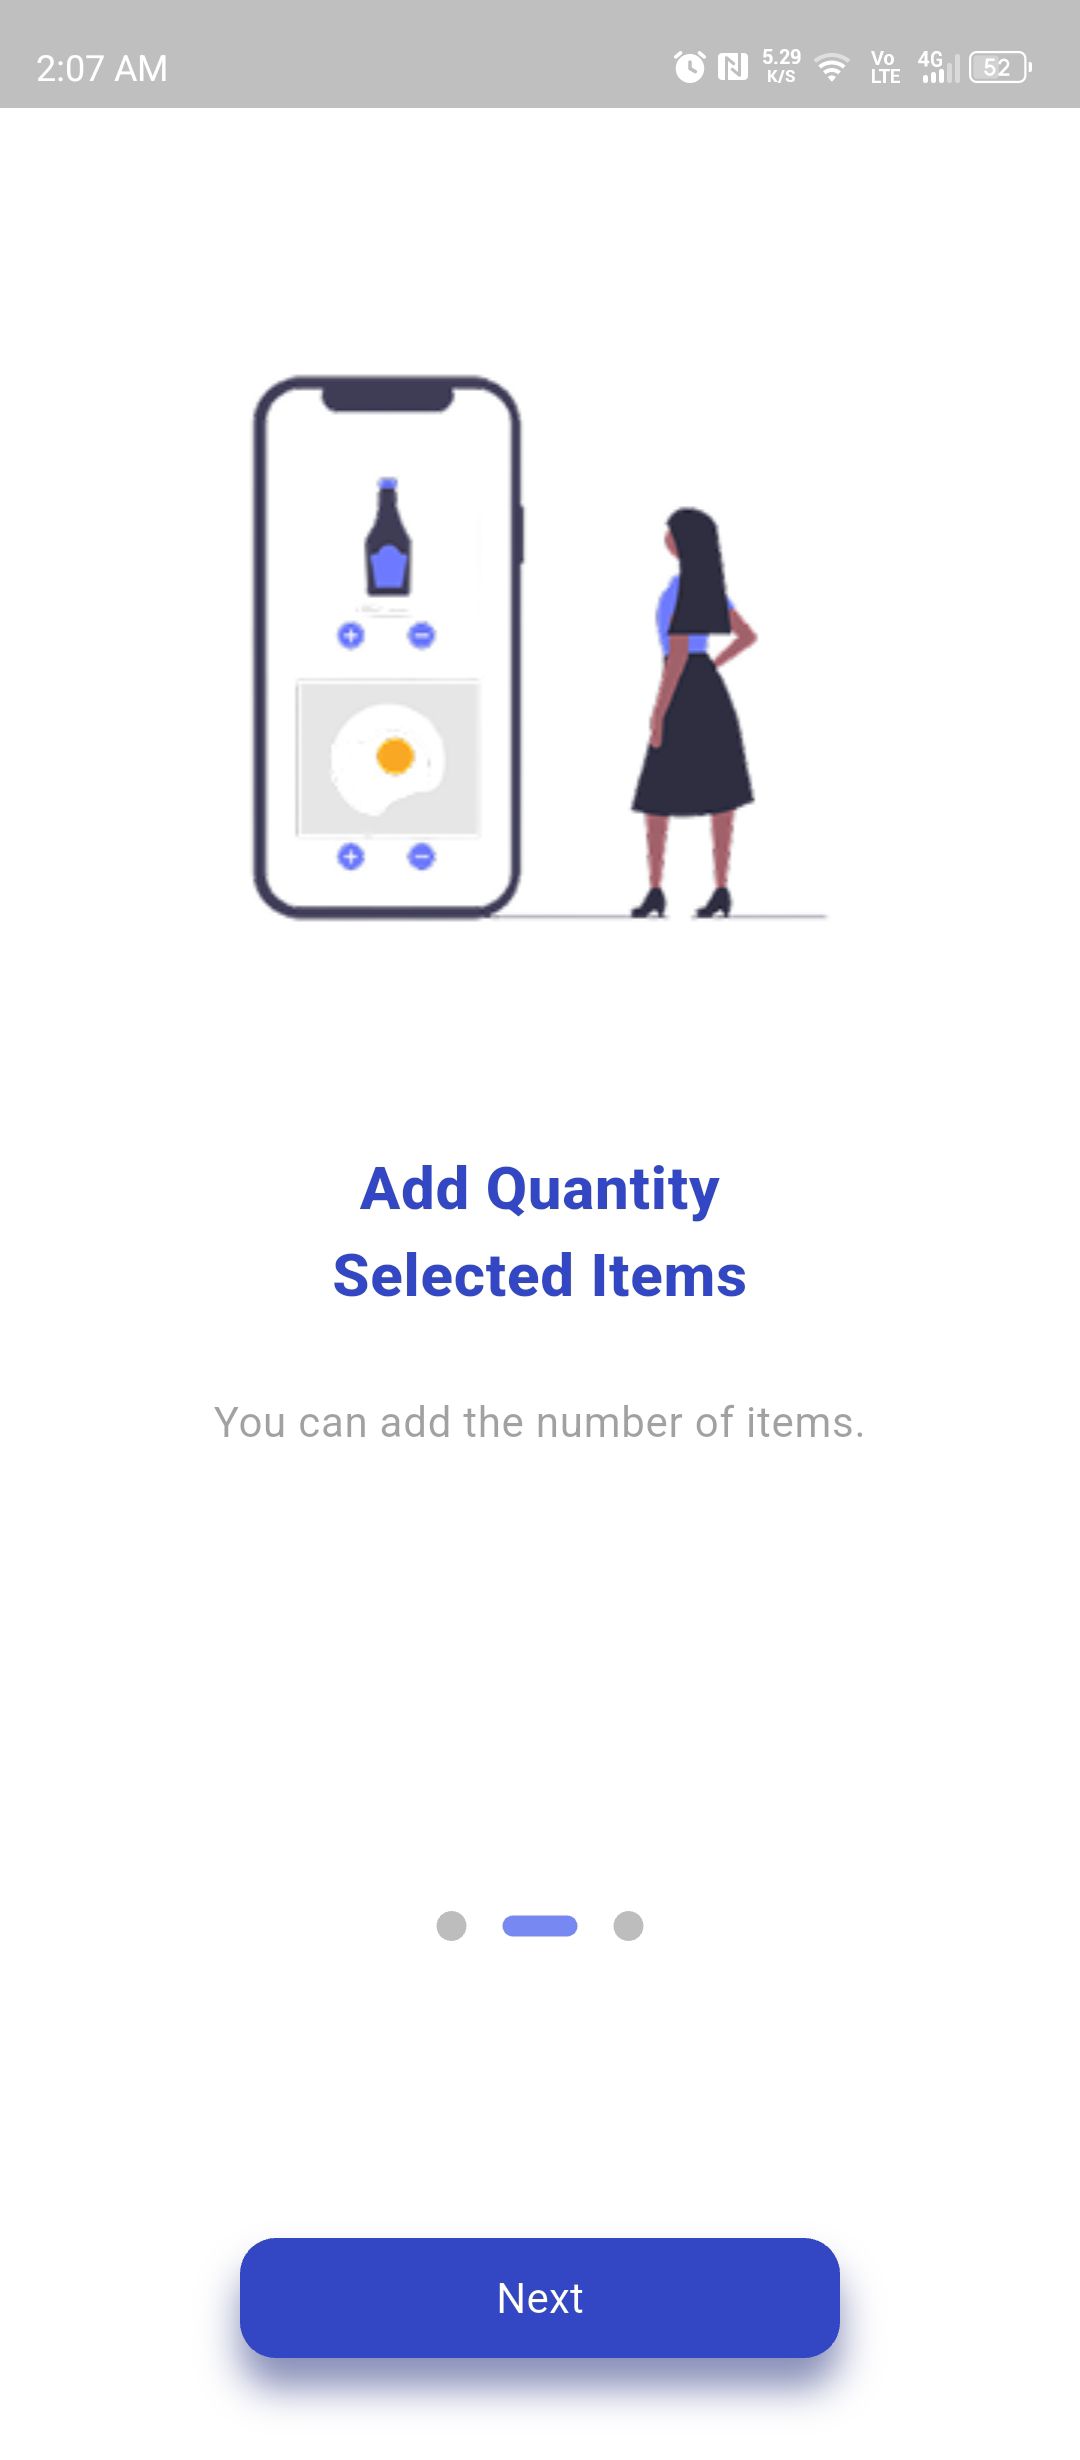 2:07 AM
5.29
K/S
Vo
LTE
4G
52
Add Quantity
Selected Items
You can add the number of items.
Next